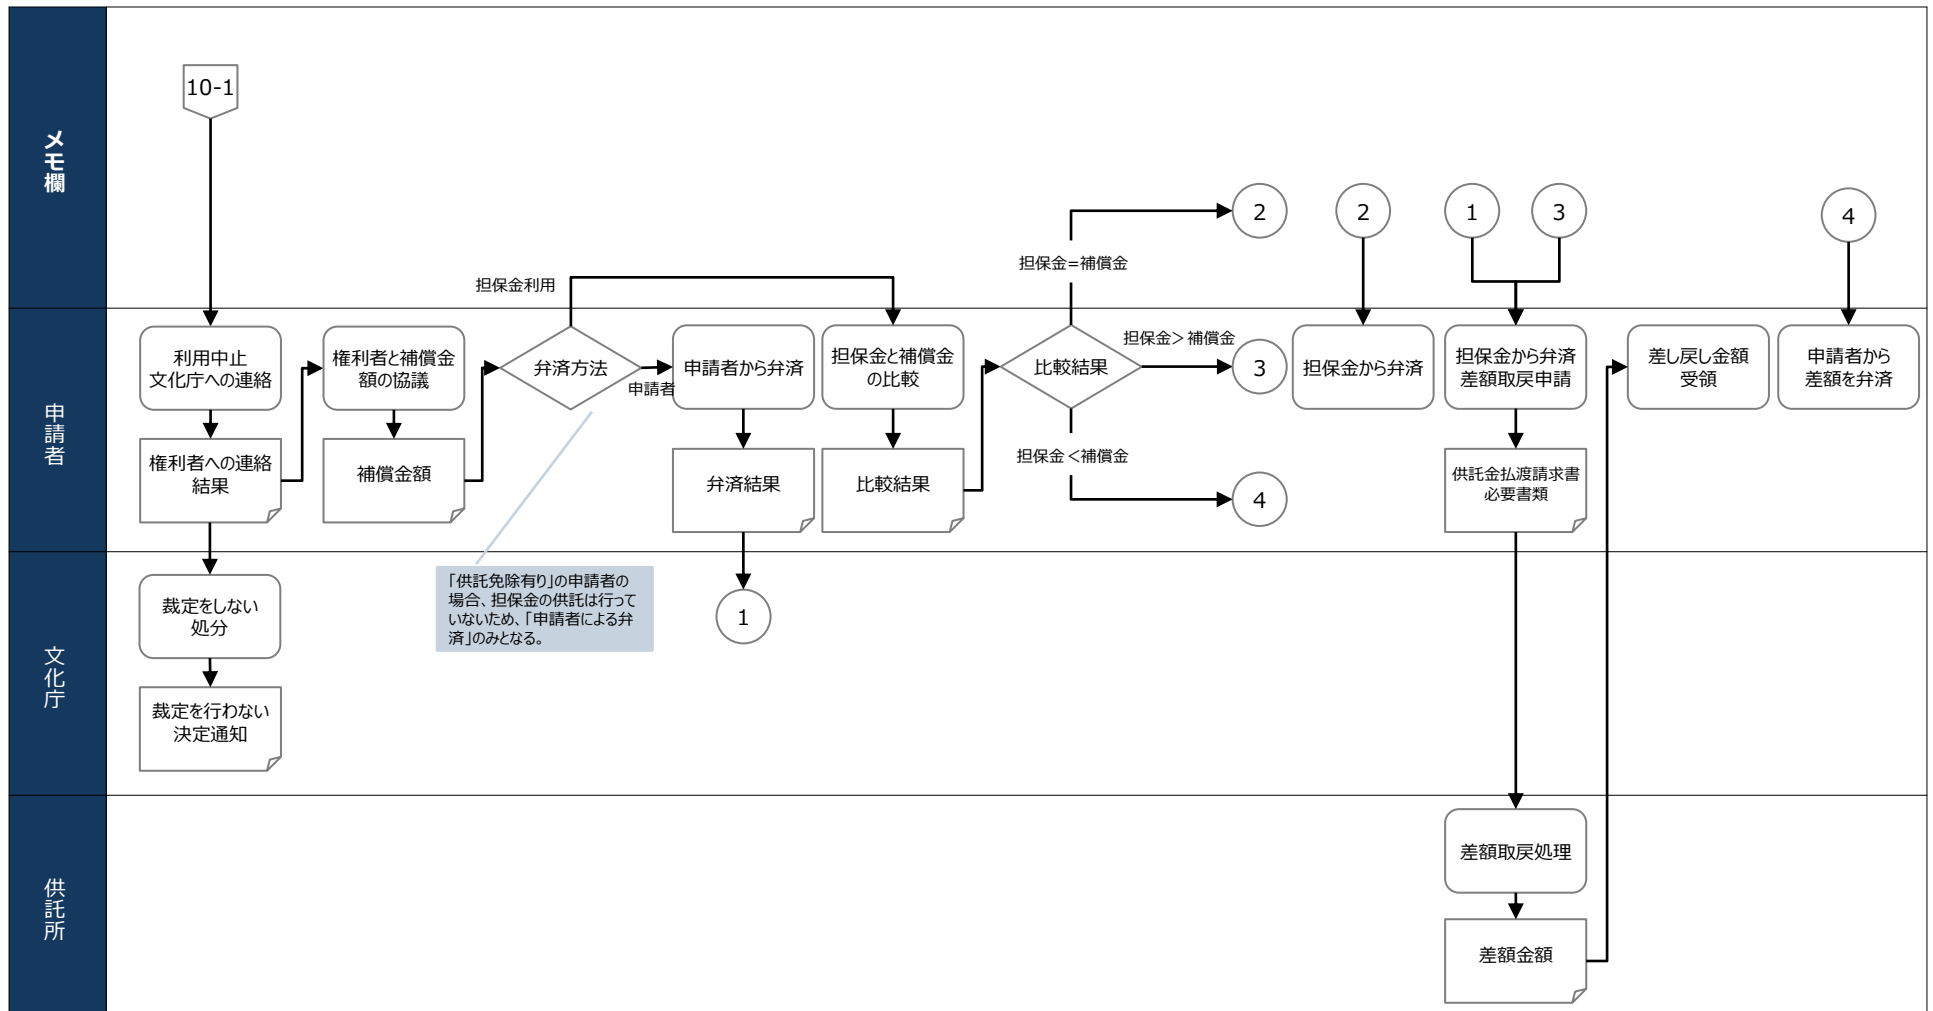 メモ欄
10-1
2
2
1
3
4
担保金=補償金
担保金利用
申請者
利用中止
文化庁への連絡
権利者と補償金
額の協議
弁済方法
申請者
申請者から弁済
担保金と補償金
の比較
比較結果
担保金>補償金
3
担保金から弁済
担保金から弁済
差額取戻申請
差し戻し金額
受領
申請者から
差額を弁済
権利者への連絡
結果
補償金額
弁済結果
比較結果
担保金<補償金
4
供託金払渡請求書
必要書類
文化庁
裁定をしない
処分
「供託免除有り」の申請者の
場合、担保金の供託は行って
いないため、「申請者による弁
済」のみとなる。
1
裁定を行わない
決定通知
供託所
差額取戻処理
差額金額